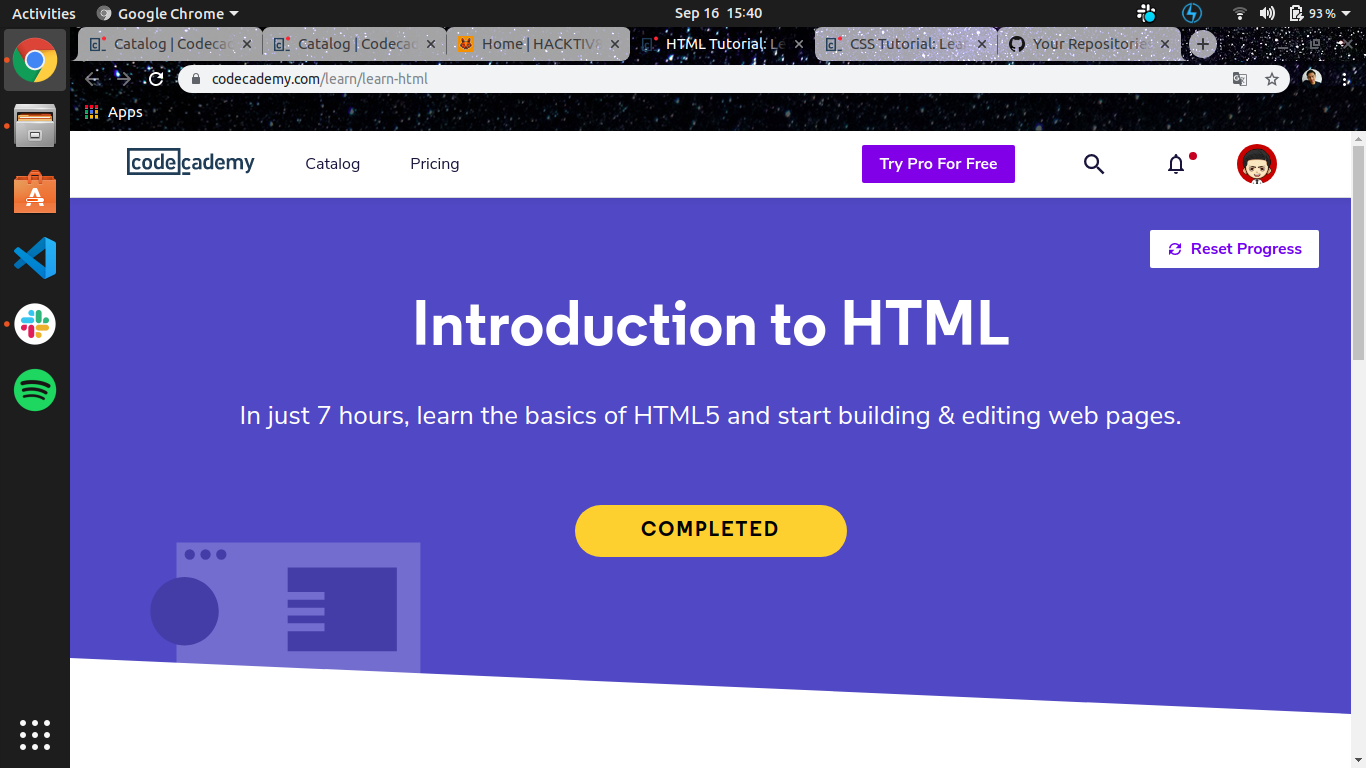 Activities Google Chrome Sep 16 15:40 93 %
Catalog | Codecad Catalog | Codecad Home | HACKTIV HTML Tutorial: Le CSS Tutorial: Lea Your Repositories
codecademy.com/learn/learn-html
Apps
codecademy Catalog Pricing Try Pro For Free
Reset Progress
Introduction to HTML
In just 7 hours, learn the basics of HTML5 and start building & editing web pages.
COMPLETED